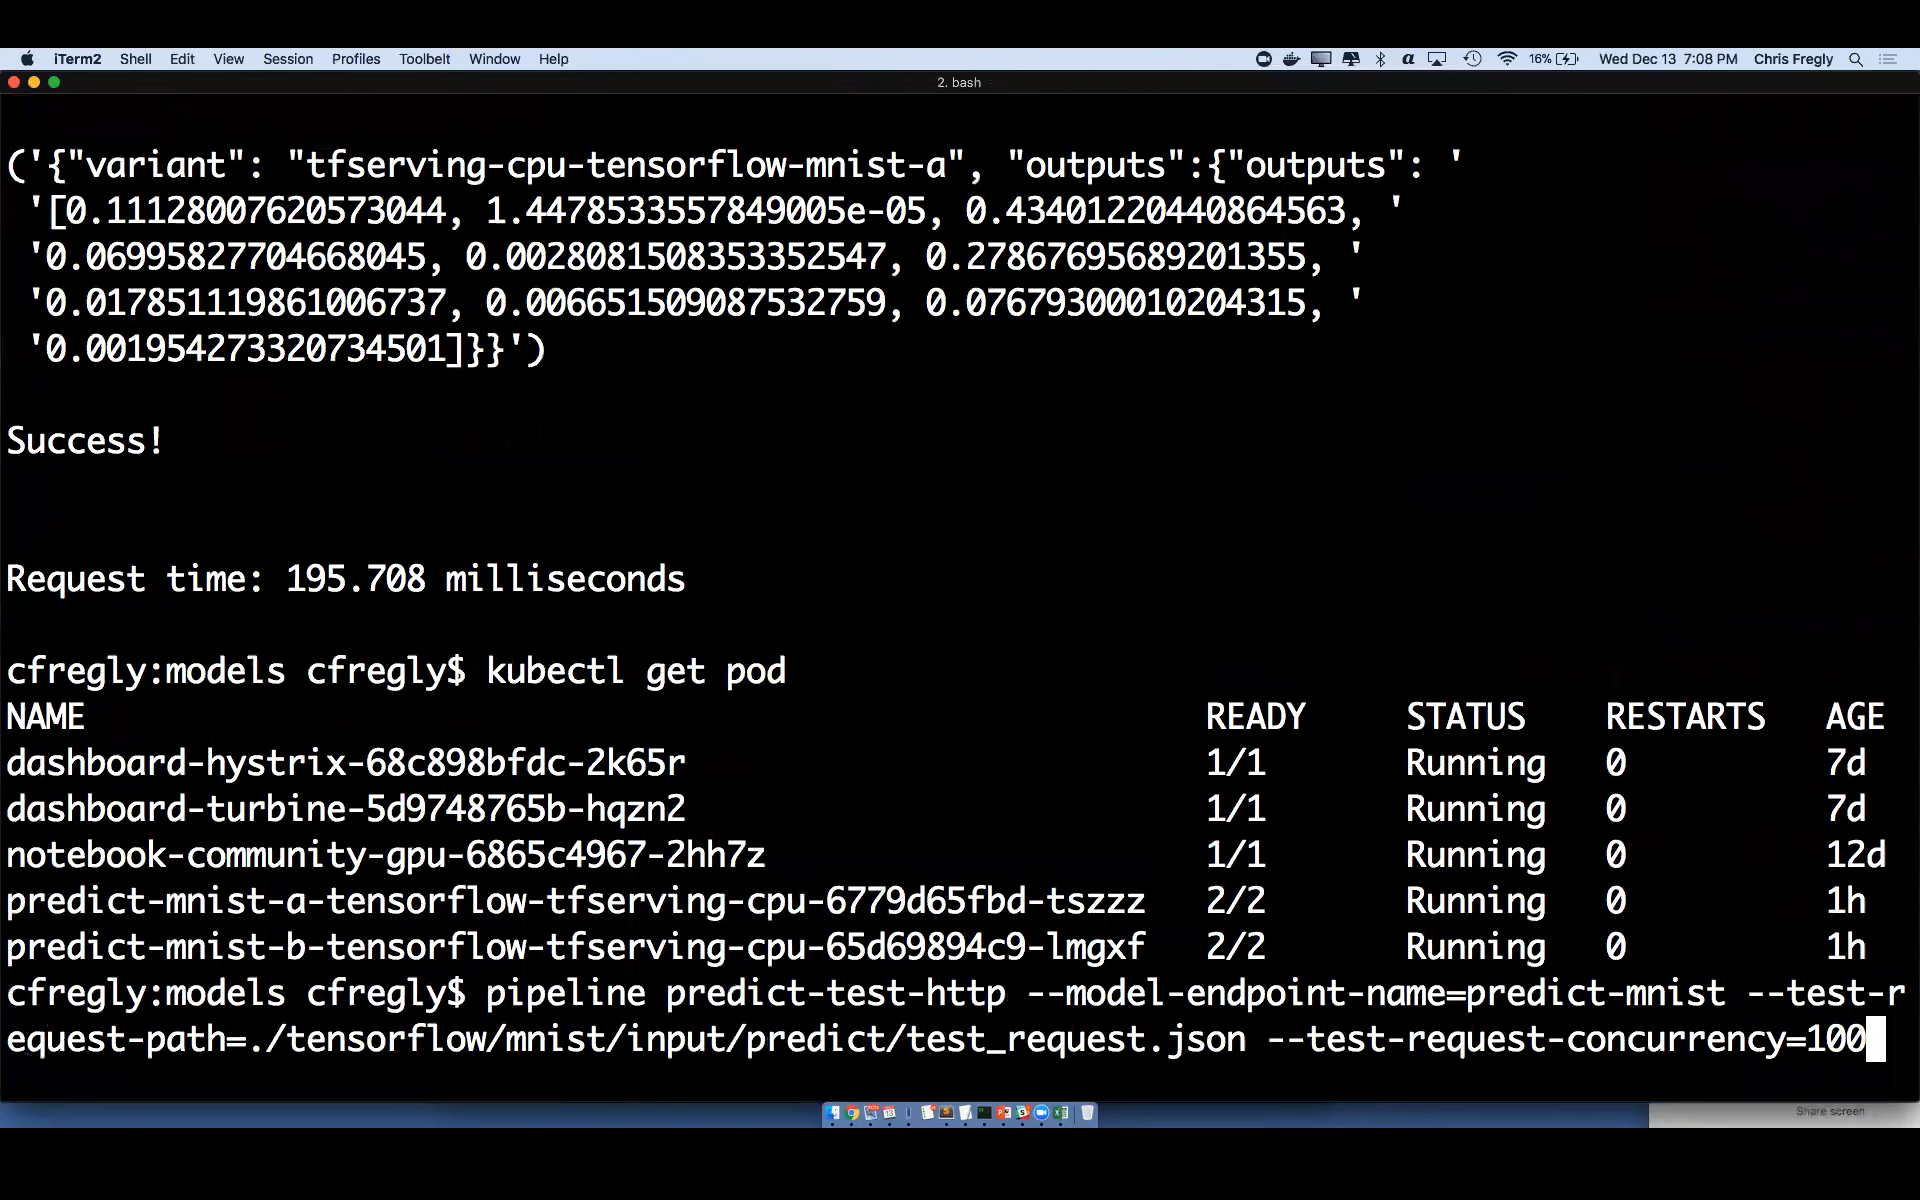 iTerm2 Shell Edit View Session Profiles Toolbelt Window Help 16% Wed Dec 13 7:08 PM Chris Fregly
2. bash
('{"variant": "tfserving-cpu-tensorflow-mnist-a", "outputs":{"outputs": '
'[0.11128007620573044, 1.4478533557849005e-05, 0.43401220440864563, '
'0.06995827704668045, 0.0028081508353352547, 0.27867695689201355, '
'0.017851119861006737, 0.006651509087532759, 0.07679300010204315, '
'0.001954273320734501]}}')
Success!
Request time: 195.708 milliseconds
cfregly:models cfregly$ kubectl get pod
NAME READY STATUS RESTARTS AGE
dashboard-hystrix-68c898bfdc-2k65r 1/1 Running 0 7d
dashboard-turbine-5d9748765b-hqzn2 1/1 Running 0 7d
notebook-community-gpu-6865c4967-2hh7z 1/1 Running 0 12d
predict-mnist-a-tensorflow-tfserving-cpu-6779d65fbd-tszzz 2/2 Running 0 1h
predict-mnist-b-tensorflow-tfserving-cpu-65d69894c9-lmgxf 2/2 Running 0 1h
cfregly:models cfregly$ pipeline predict-test-http --model-endpoint-name=predict-mnist --test-r
equest-path=./tensorflow/mnist/input/predict/test_request.json --test-request-concurrency=100
Share screen